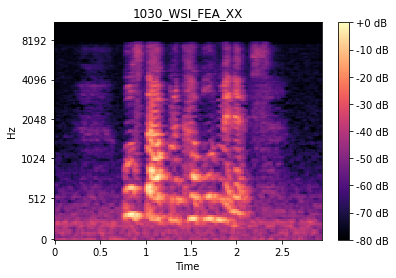 1030_WSI_FEA_XX
+0 dB
8192
-10 dB
4096
-20 dB
-30 dB
2048
Hz
-40 dB
1024
-50 dB
512
-60 dB
-70 dB
0
-80 dB
0 0.5 1 1.5 2 2.5
Time